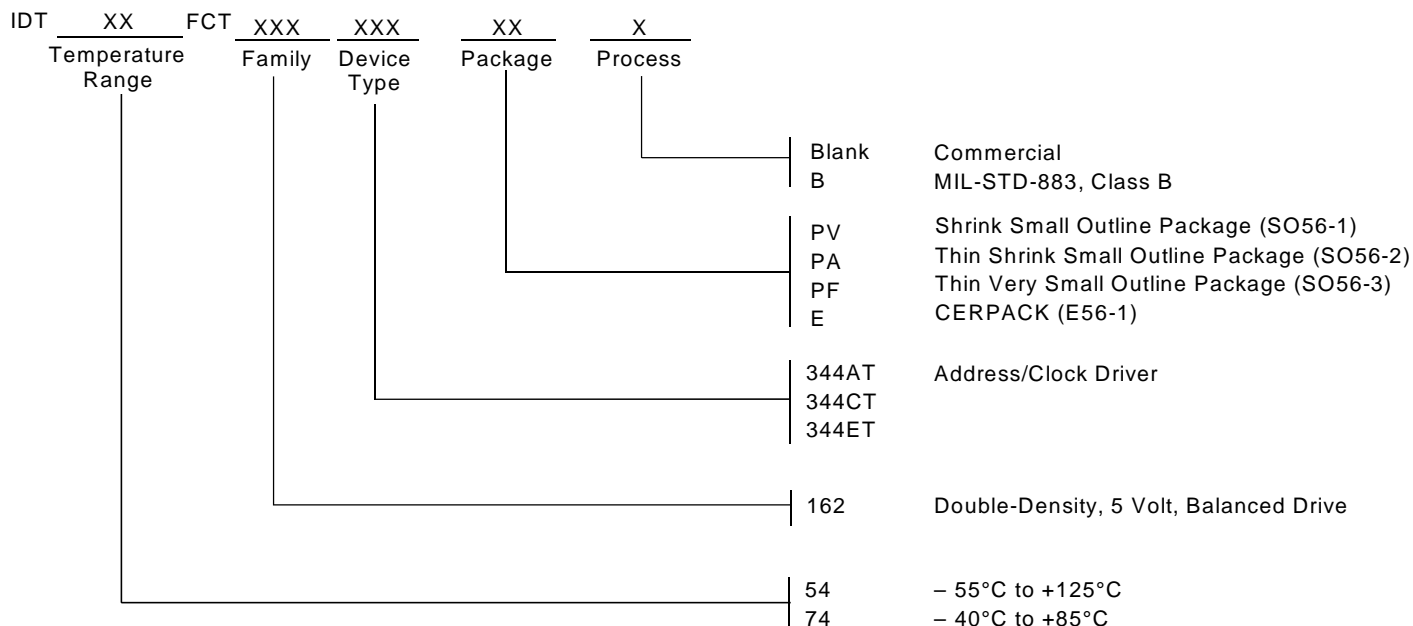 IDT XX FCT XXX XXX XX X
Temperature Range Family Device Type Package Process
Blank Commercial
B MIL-STD-883, Class B
PV Shrink Small Outline Package (SO56-1)
PA Thin Shrink Small Outline Package (SO56-2)
PF Thin Very Small Outline Package (SO56-3)
E CERPACK (E56-1)
344AT Address/Clock Driver
344CT
344ET
162 Double-Density, 5 Volt, Balanced Drive
54 – 55°C to +125°C
74 – 40°C to +85°C